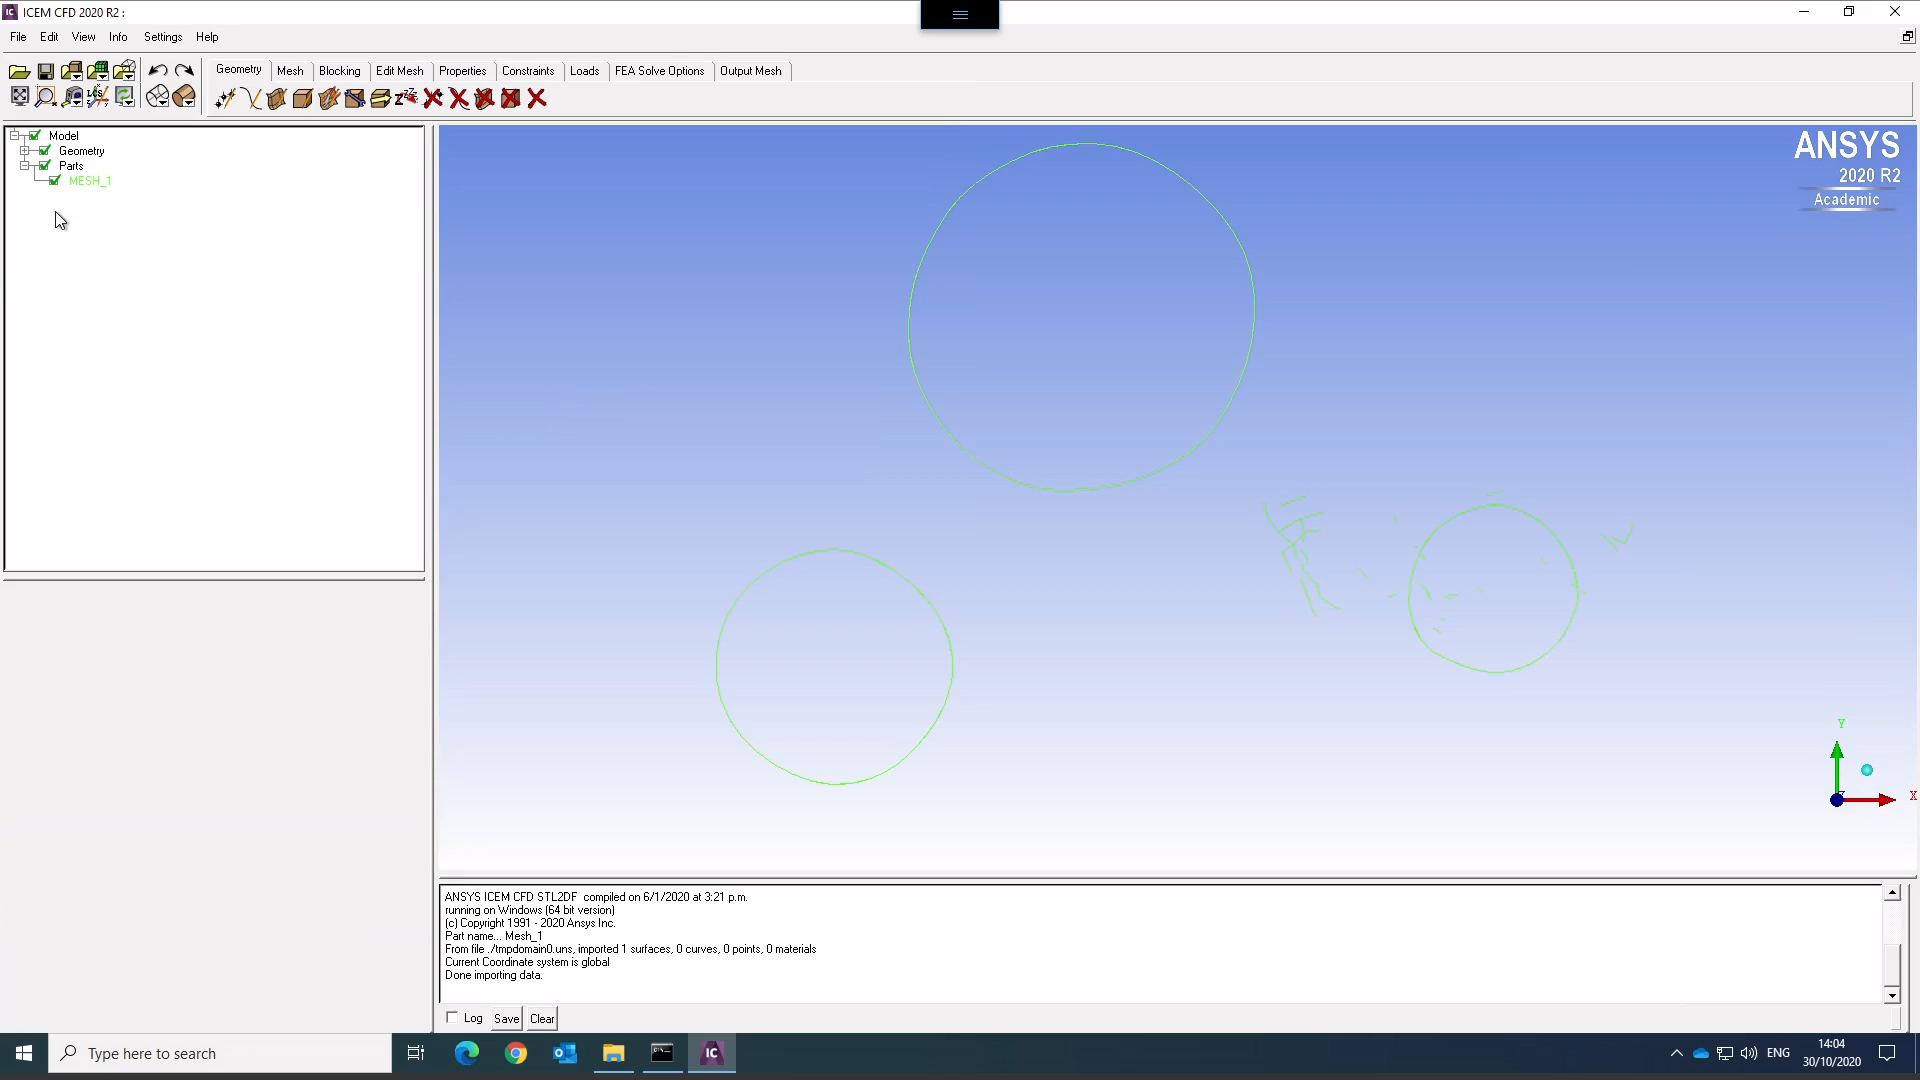 ICEM CFD 2020 R2 :
File Edit View Info Settings Help
Geometry Mesh Blocking Edit Mesh Properties Constraints Loads FEA Solve Options Output Mesh
LCS
Model
Geometry
Parts
MESH_1
ANSYS
2020 R2
Academic
Y
X
ANSYS ICEM CFD STL2DF compiled on 6/1/2020 at 3:21 p.m.
running on Windows (64 bit version)
(c) Copyright 1991 - 2020 Ansys Inc.
Part name... Mesh_1
From file ./tmpdomain0.uns, imported 1 surfaces, 0 curves, 0 points, 0 materials
Current Coordinate system is global
Done importing data.
Log Save Clear
Type here to search
IC
ENG
14:04
30/10/2020